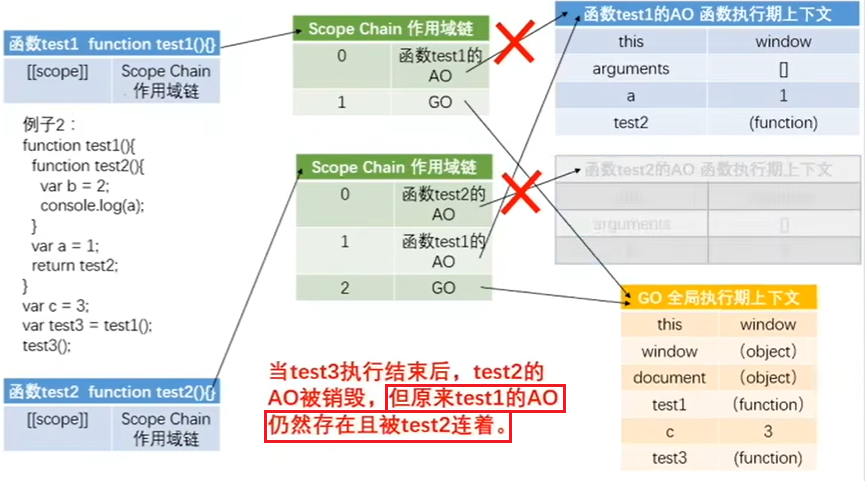 函数test1 function test1(){}
[[scope]] Scope Chain
作用域链
例子2：
function test1(){
function test2(){
var b = 2;
console.log(a);
}
var a = 1;
return test2;
}
var c = 3;
var test3 = test1();
test3();
函数test2 function test2(){}
[[scope]] Scope Chain
作用域链
Scope Chain 作用域链
0 函数test1的
AO
1 GO
Scope Chain 作用域链
0 函数test2的
AO
1 函数test1的
AO
2 GO
当test3执行结束后，test2的
AO被销毁，但原来test1的AO
仍然存在且被test2连着。
函数test1的AO 函数执行期上下文
this window
arguments []
a 1
test2 (function)
函数test2的AO 函数执行期上下文
arguments []
GO 全局执行期上下文
this window
window （object）
document （object）
test1 （function）
c 3
test3 (function)